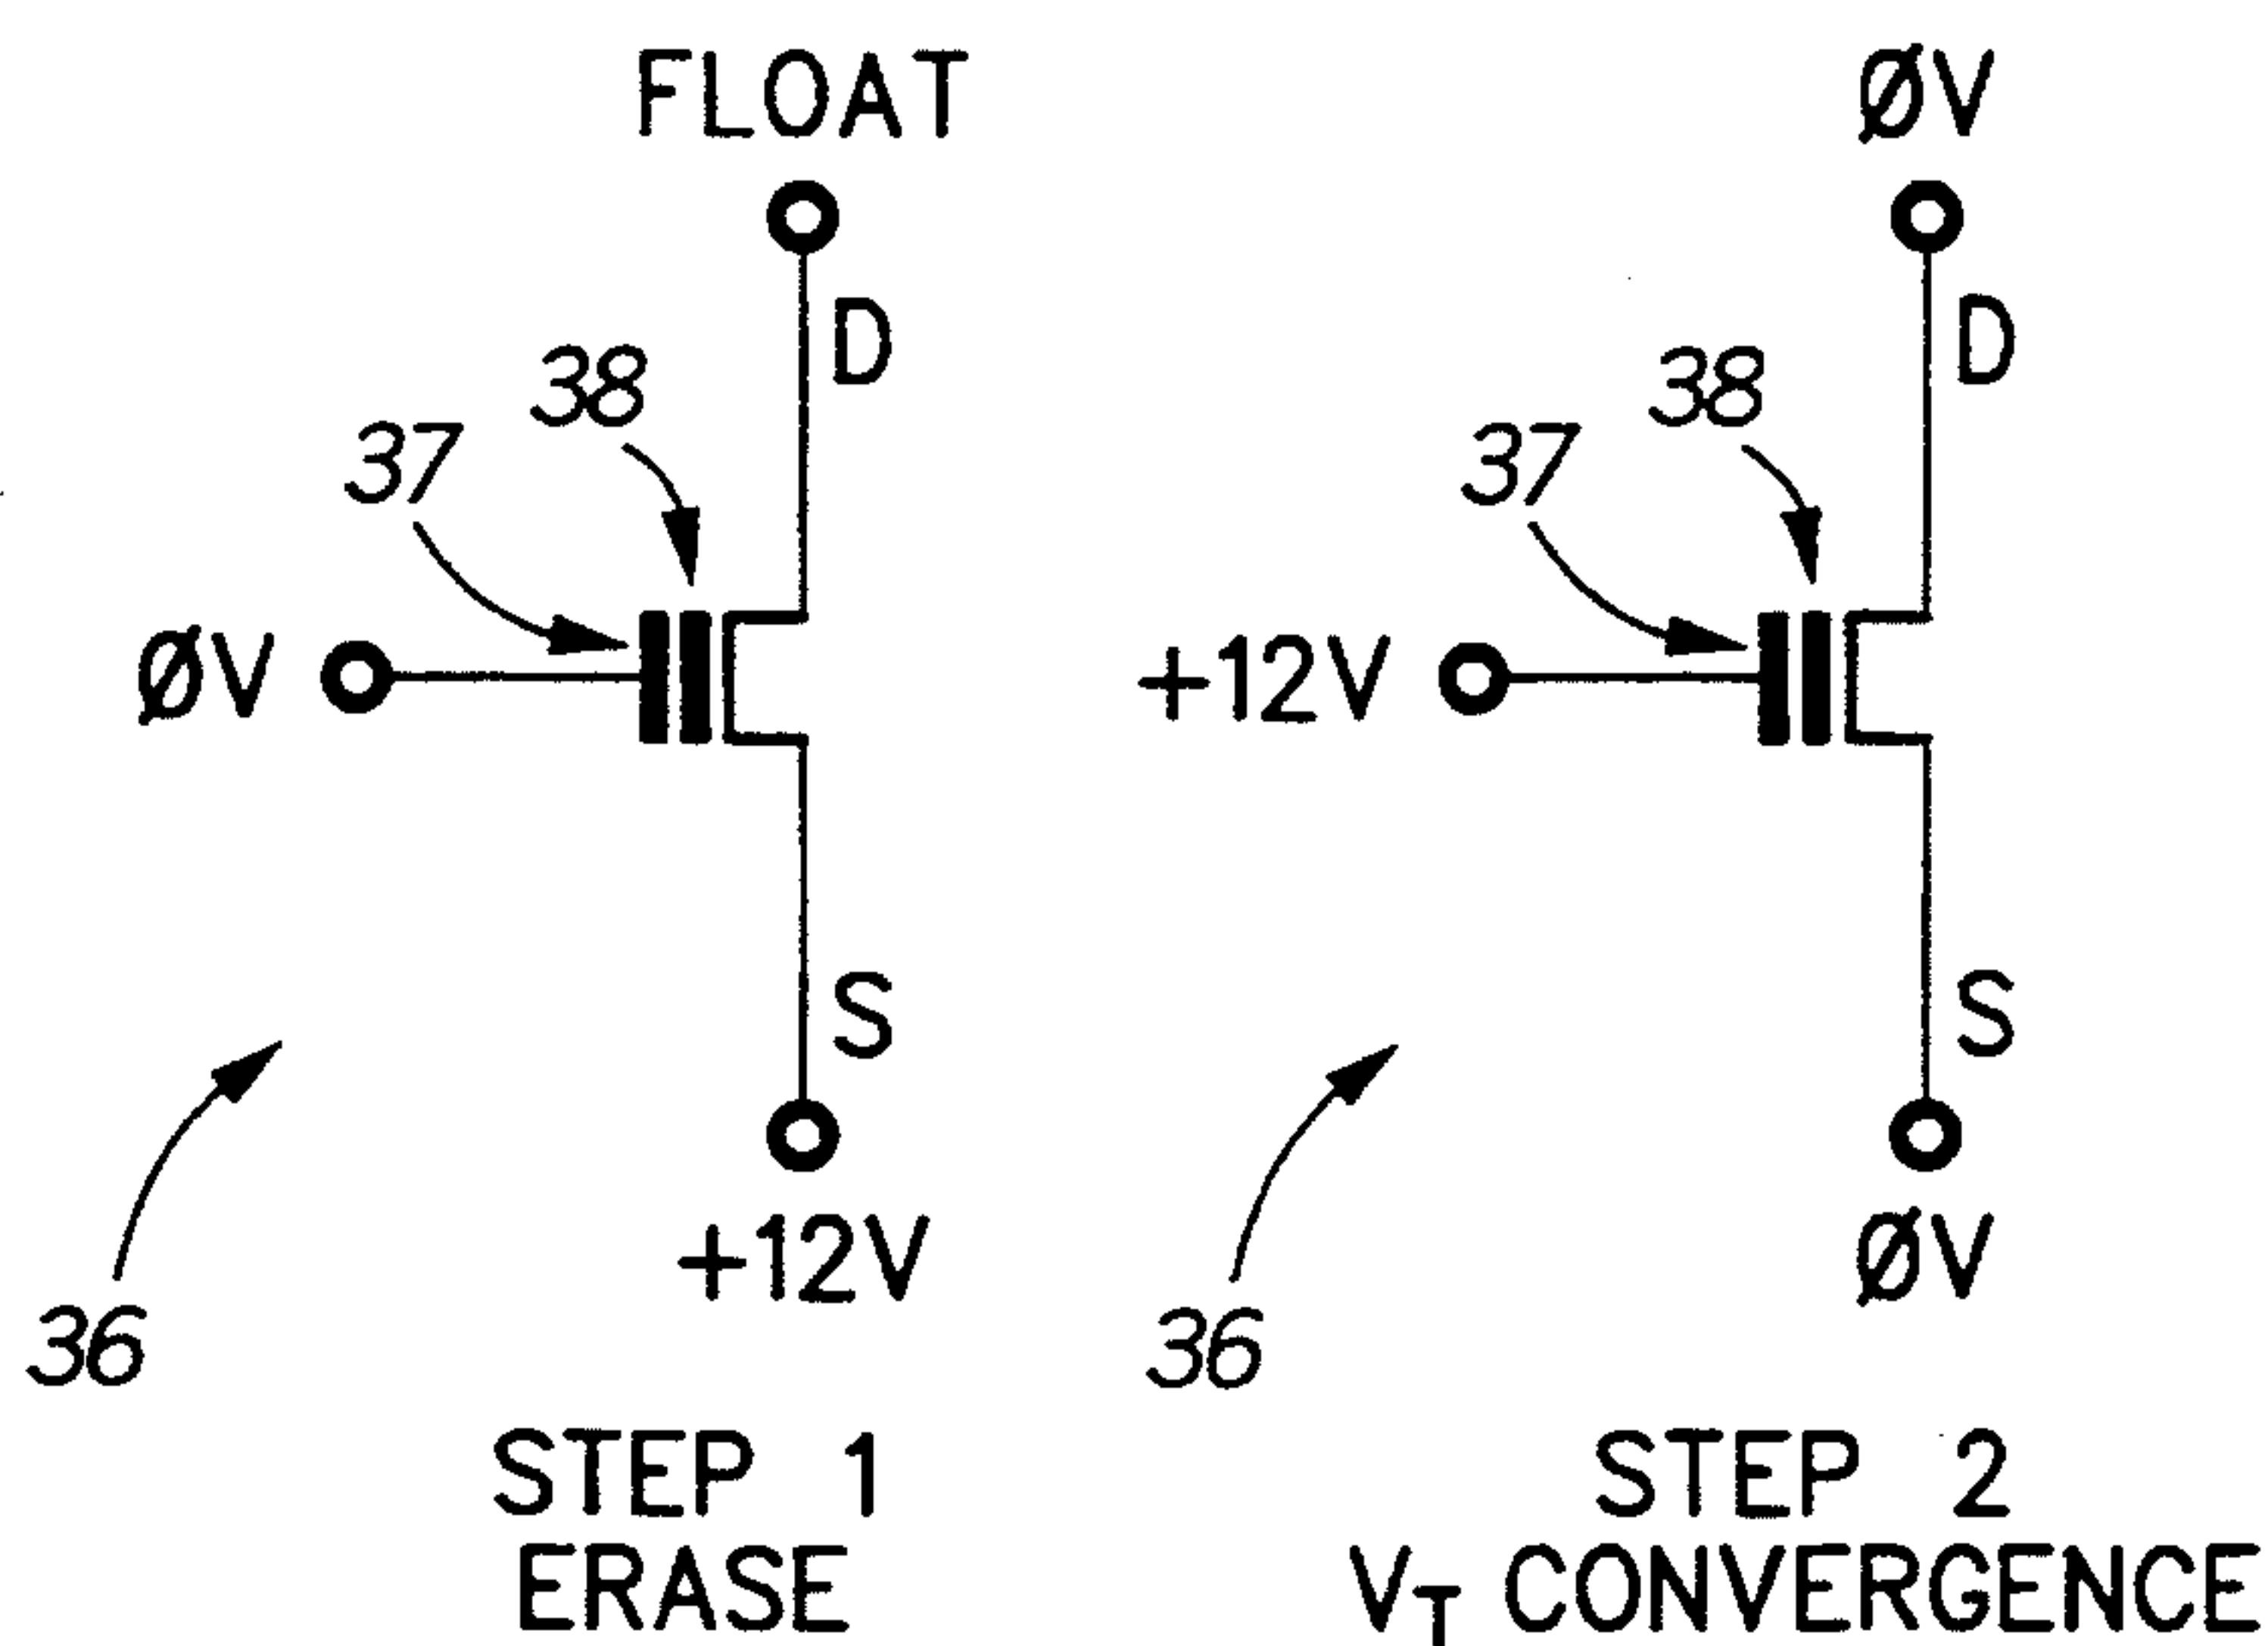 FLOAT
D
38
37
ØV
S
+12V
36
STEP 1
ERASE
ØV
D
38
37
+12V
S
ØV
36
STEP 2
VT CONVERGENCE